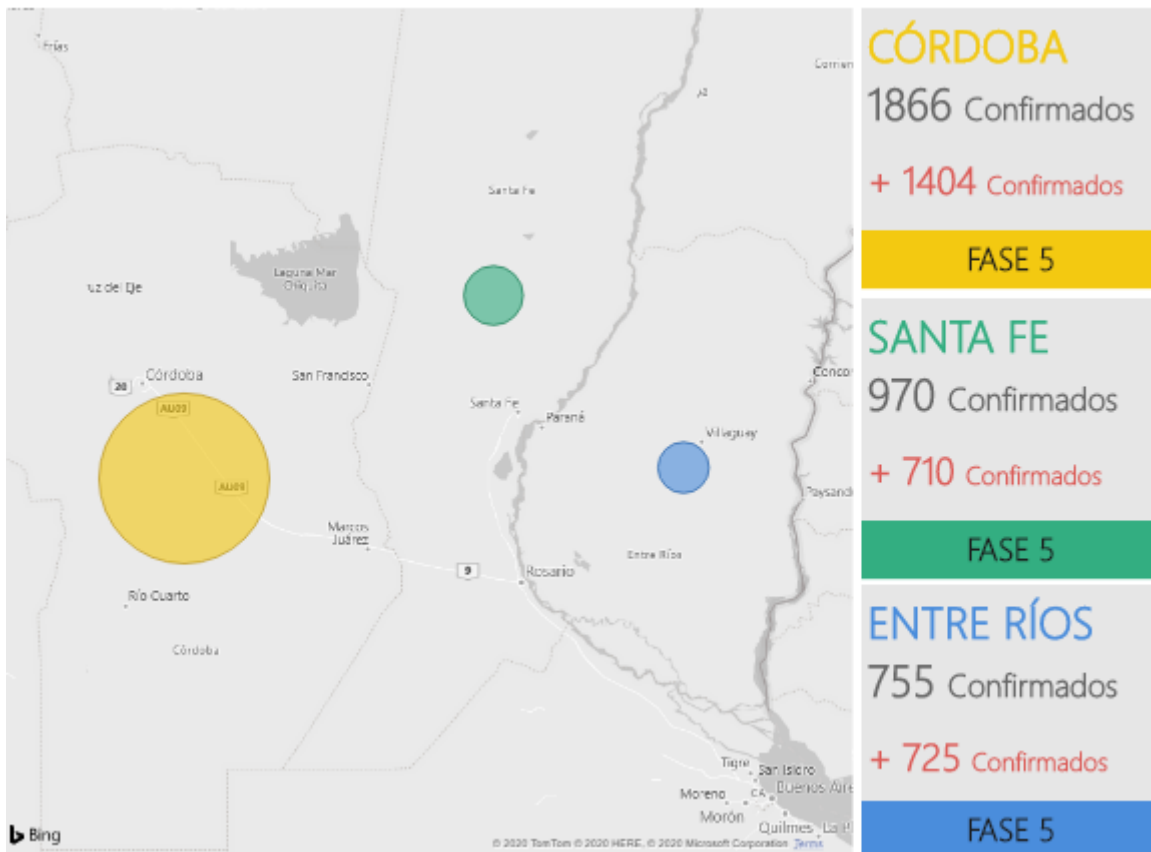 Frías
Santa Fe
Laguna Mar
Chiquita
uz del Eje
20
Córdoba
San Francisco
AU09
Santa Fe
Paraná
Villaguay
AU09
Marcos
Juárez
9
Rosario
Entre Ríos
Río Cuarto
Córdoba
Conco
Paysand
Tigre
San Isidro
CA
Buenos Aire
Moreno
Morón
Quilmes
La P
Bing
© 2020 TomTom © 2020 HERE, © 2020 Microsoft Corporation Terms
CÓRDOBA
1866 Confirmados
+ 1404 Confirmados
FASE 5
SANTA FE
970 Confirmados
+ 710 Confirmados
FASE 5
ENTRE RÍOS
755 Confirmados
+ 725 Confirmados
FASE 5